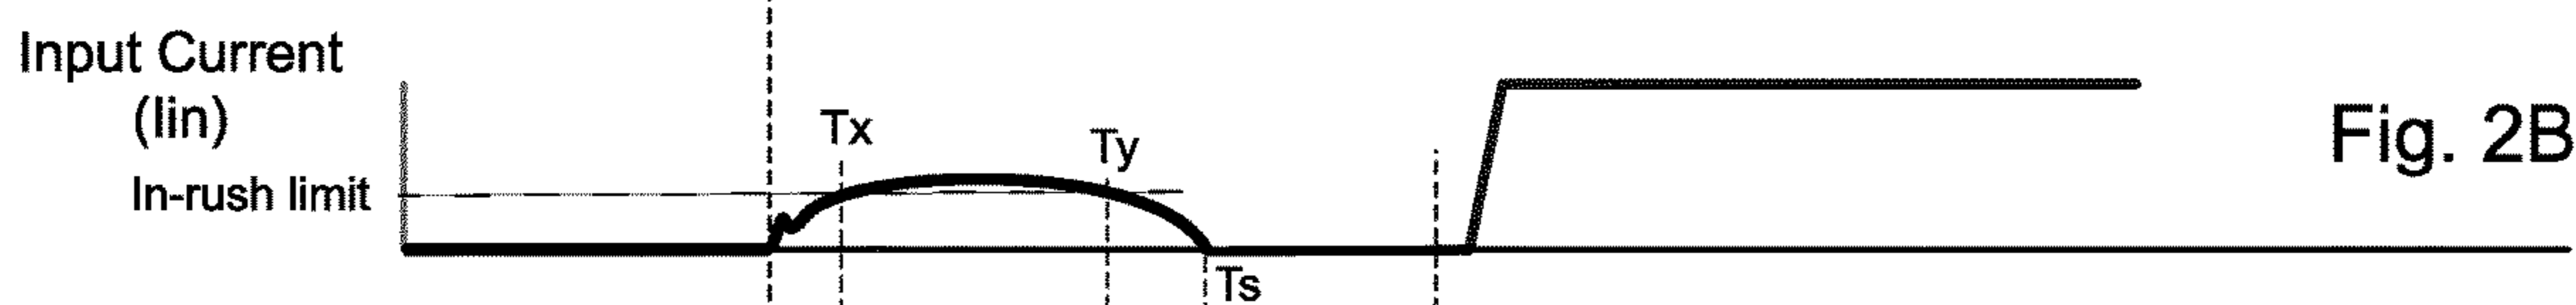 Input Current
(Iin)
In-rush limit
Tx
Ty
Ts
Fig. 2B